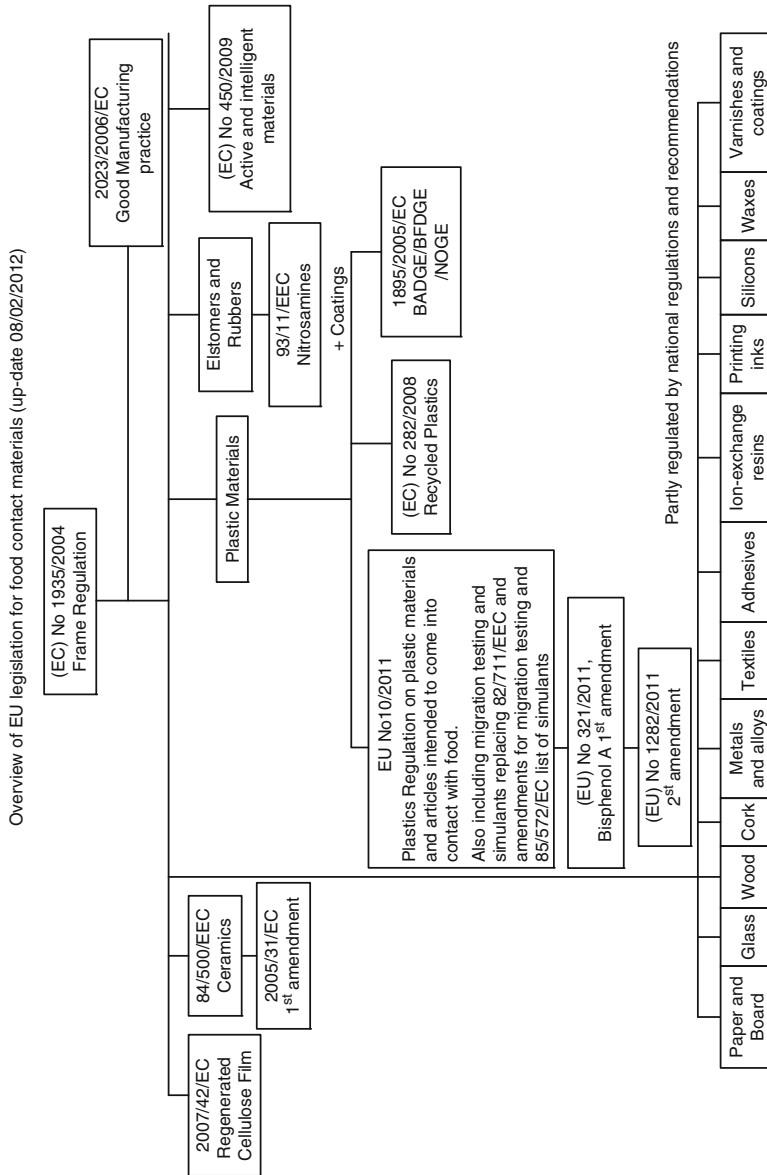 Overview of EU legislation for food contact materials (up-date 08/02/2012)
(EC) No 1935/2004
Frame Regulation
2023/2006/EC
Good Manufacturing
practice
2007/42/EC
Regenerated
Cellulose Film
84/500/EEC
Ceramics
2005/31/EC
1st amendment
Plastic Materials
Elstomers and
Rubbers
93/11/EEC
Nitrosamines
(EC) No 450/2009
Active and intelligent
materials
+ Coatings
EU No10/2011
Plastics Regulation on plastic materials
and articles intended to come into
contact with food.
Also including migration testing and
simulants replacing 82/711/EEC and
amendments for migration testing and
85/572/EC list of simulants
(EC) No 282/2008
Recycled Plastics
1895/2005/EC
BADGE/BFDGE
/NOGE
(EU) No 321/2011,
Bisphenol A 1st amendment
(EU) No 1282/2011
2st amendment
Partly regulated by national regulations and recommendations
Paper and
Board
Glass
Wood
Cork
Metals
and alloys
Textiles
Adhesives
Ion-exchange
resins
Printing
inks
Silicons
Waxes
Varnishes and
coatings